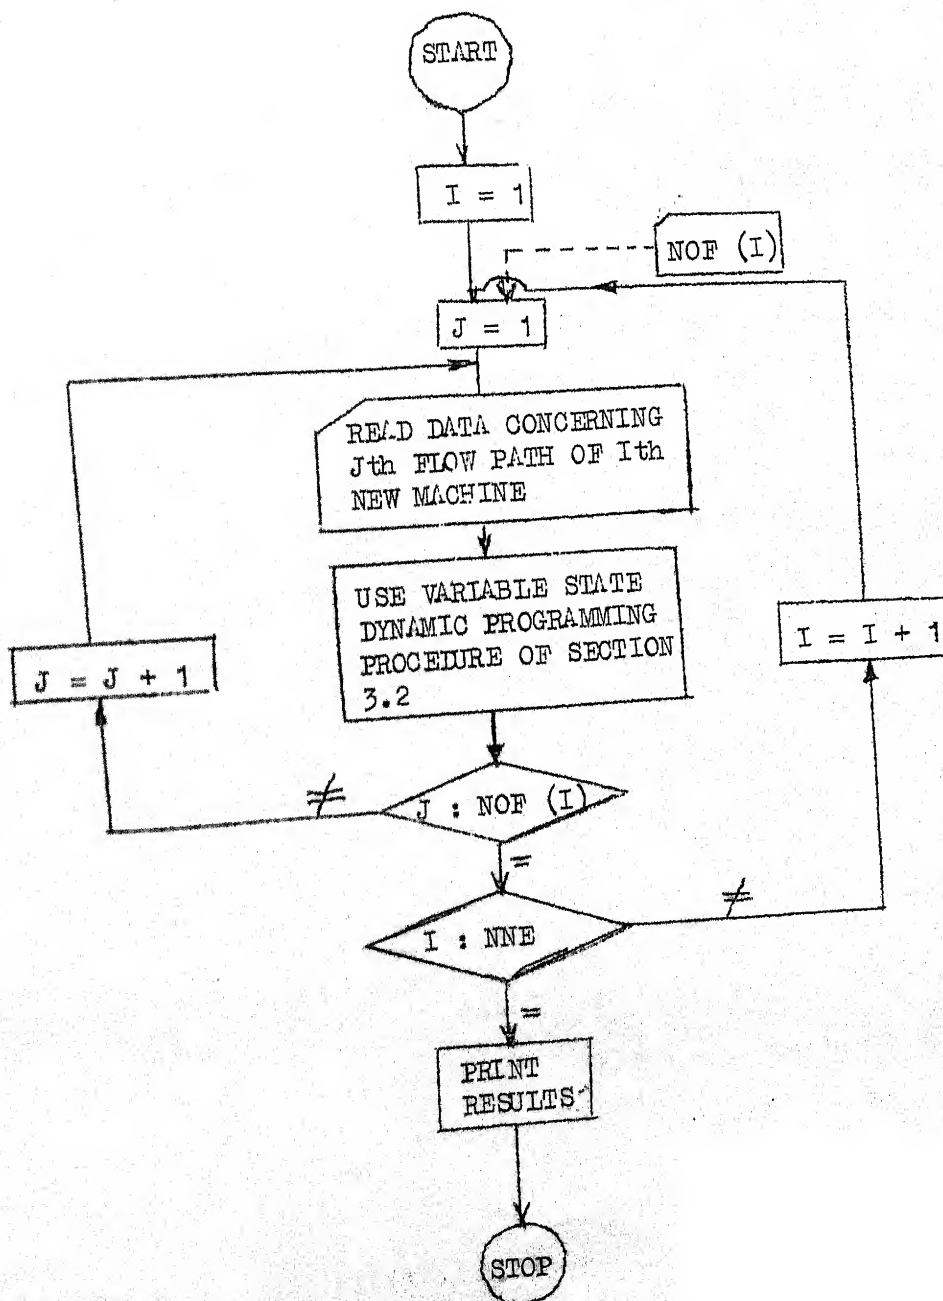 START
I = 1
NOF (I)
J = 1
READ DATA CONCERNING
Jth FLOW PATH OF Ith
NEW MACHINE
USE VARIABLE STATE
DYNAMIC PROGRAMMING
PROCEDURE OF SECTION
3.2
I = I + 1
J = J + 1
≠
J : NOF (I)
=
≠
I : NNE
=
PRINT
RESULTS
STOP